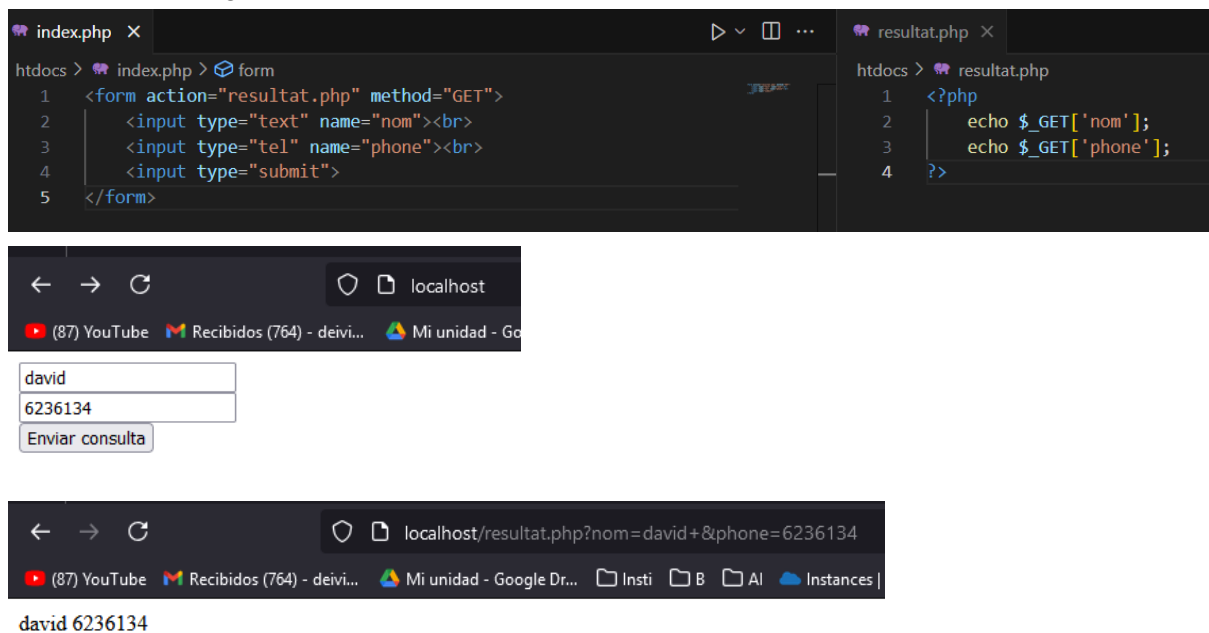 index.php
resultat.php
htdocs > index.php > form
htdocs > resultat.php
1 <form action="resultat.php" method="GET">
2 <input type="text" name="nom"><br>
3 <input type="tel" name="phone"><br>
4 <input type="submit">
5 </form>
1 <?php
2 echo $_GET['nom'];
3 echo $_GET['phone'];
4 ?>
localhost
(87) YouTube Recibidos (764) - deivi... Mi unidad - Go
david
6236134
Enviar consulta
localhost/resultat.php?nom=david+&phone=6236134
(87) YouTube Recibidos (764) - deivi... Mi unidad - Google Dr... Insti B AI Instances |
david 6236134